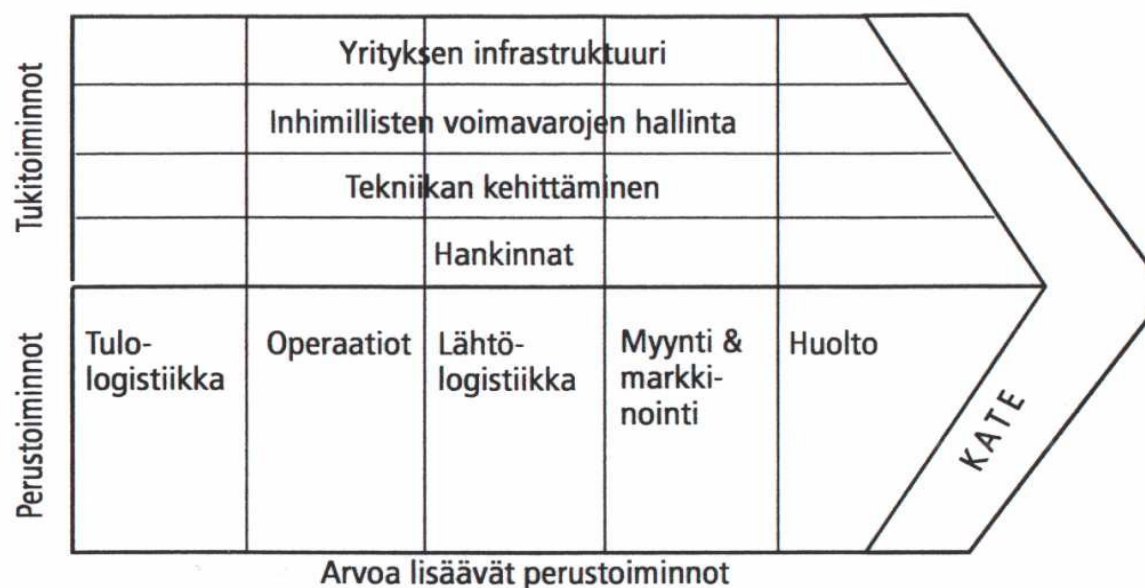 Tukitoiminnot
Yrityksen infrastruktuuri
Inhimillisten voimavarojen hallinta
Tekniikan kehittäminen
Hankinnat
Perustoiminnot
Tulo-
logistiikka
Operaatiot
Lähtö-
logistiikka
Myynti &
markki-
nointi
Huolto
KATE
Arvoa lisäävät perustoiminnot